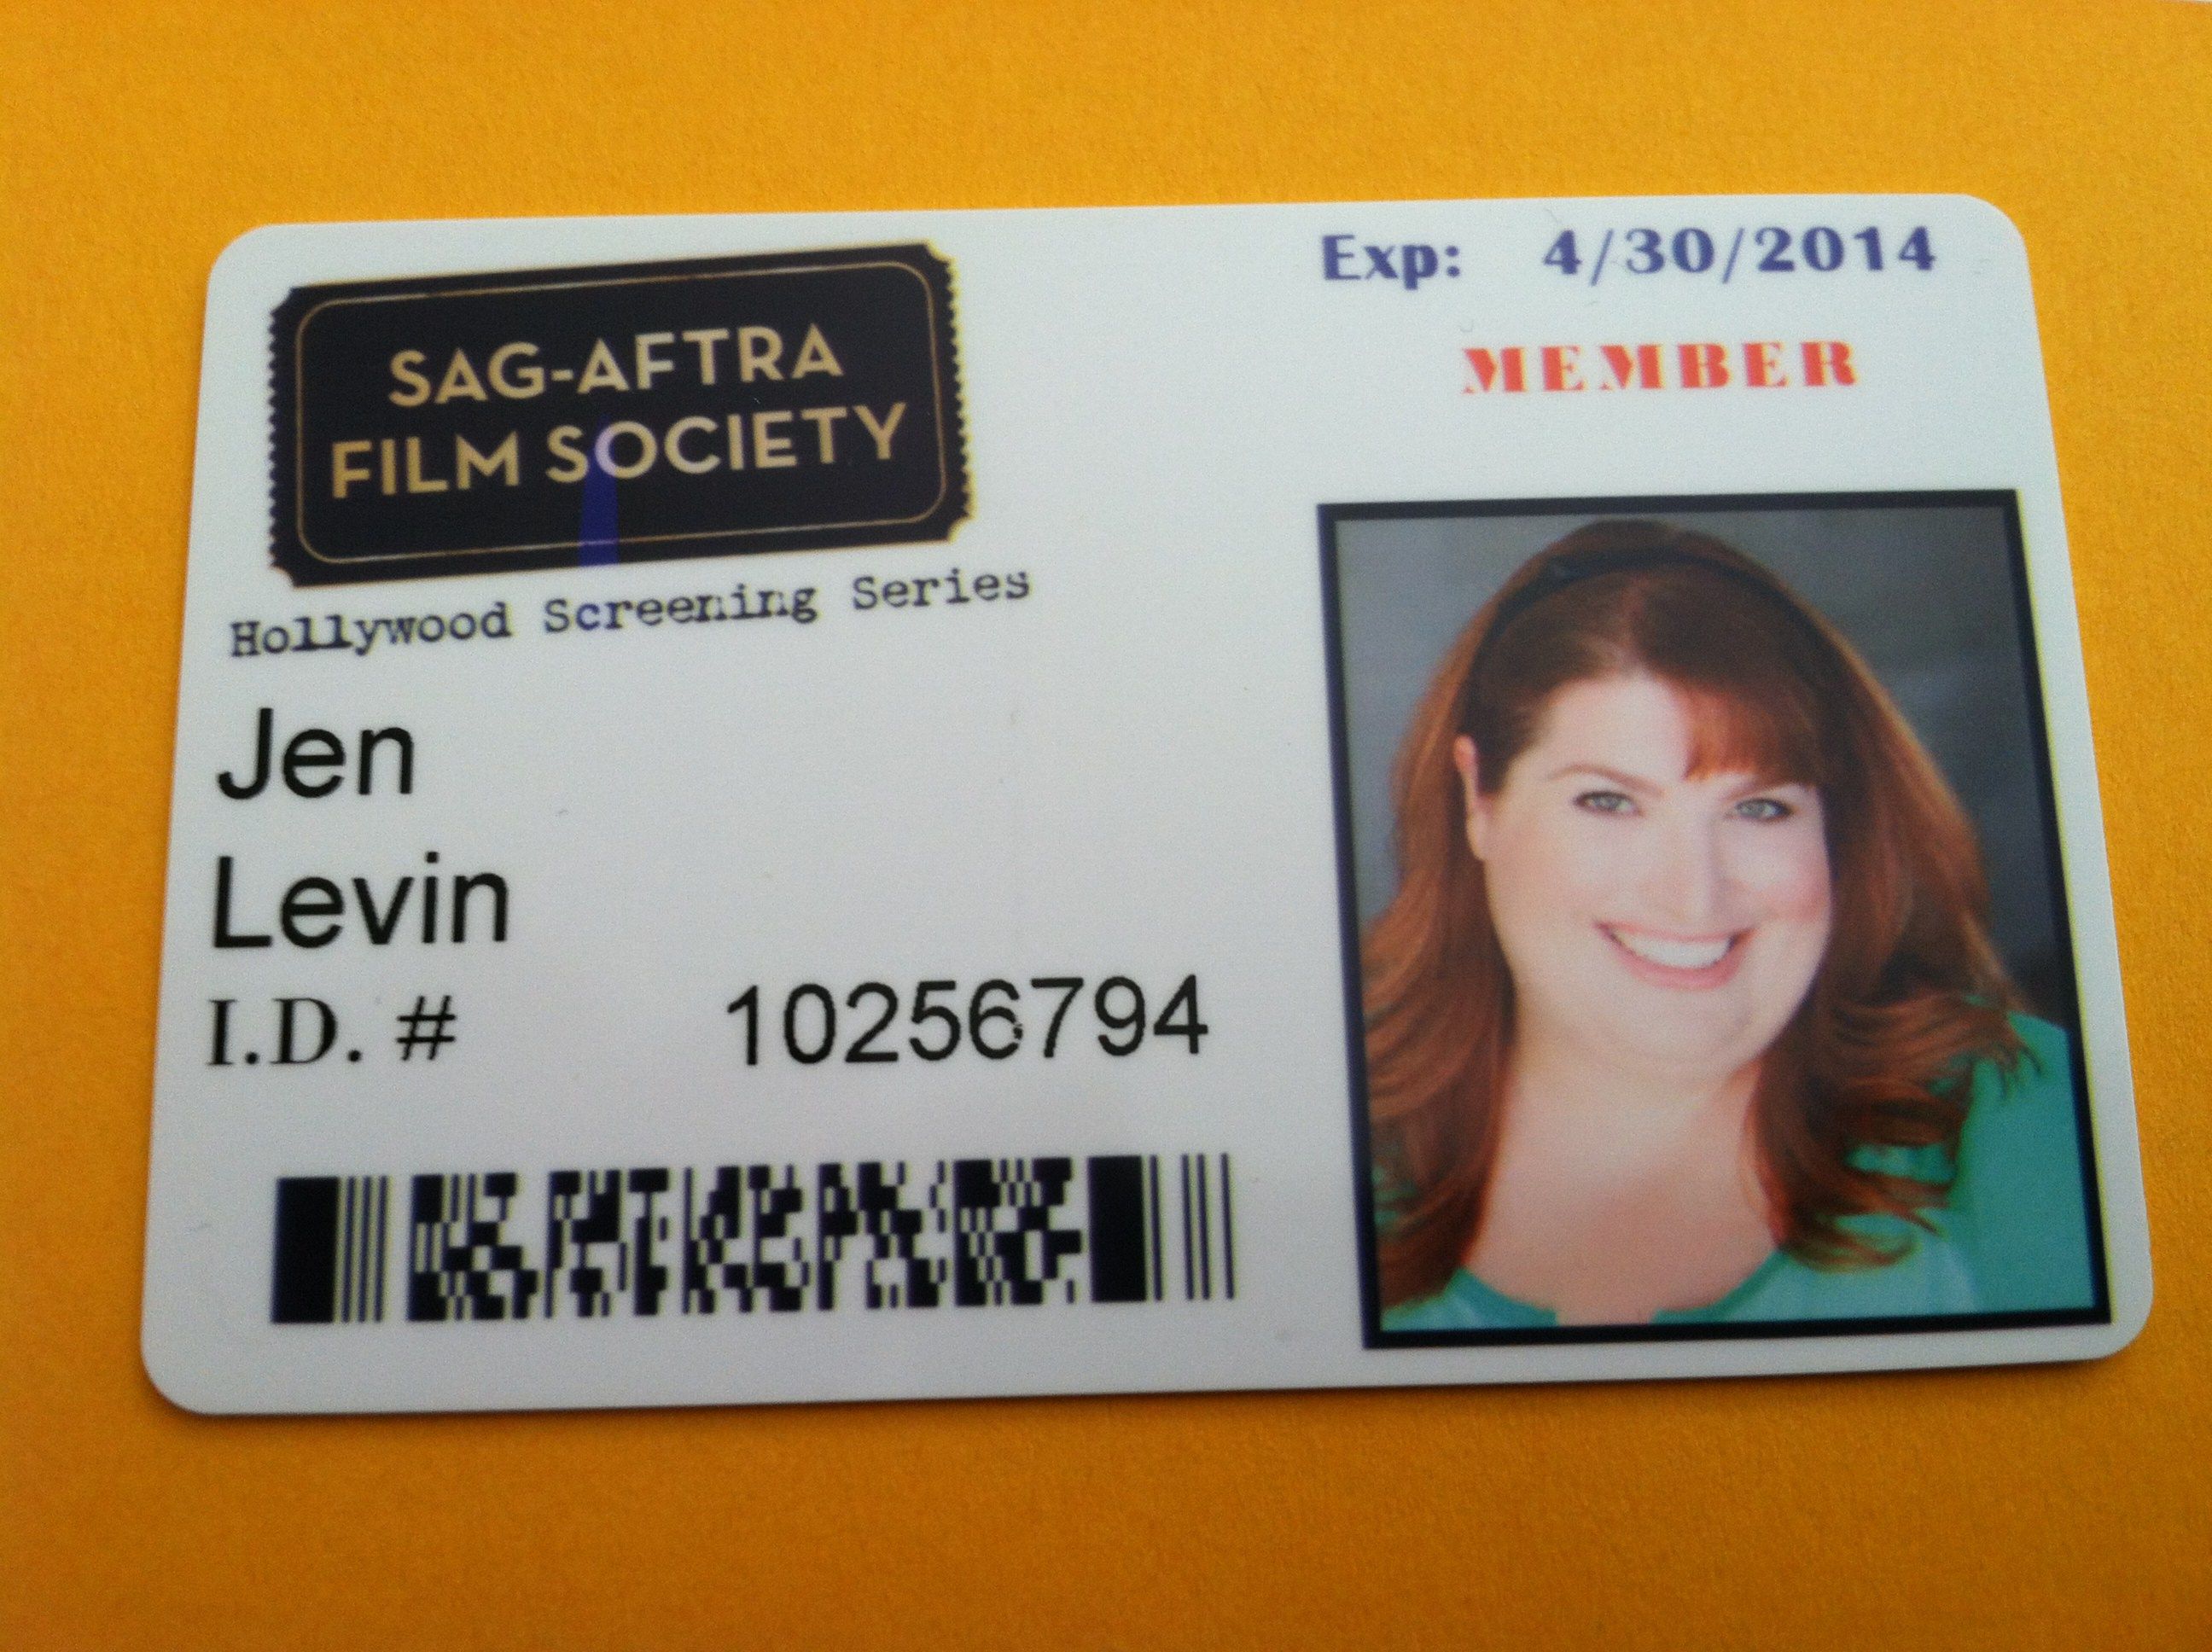 SAG-AFTRA
FILM SOCIETY
Hollywood Screening Series
Exp: 4/30/2014
MEMBER
Jen
Levin
I.D. # 10256794